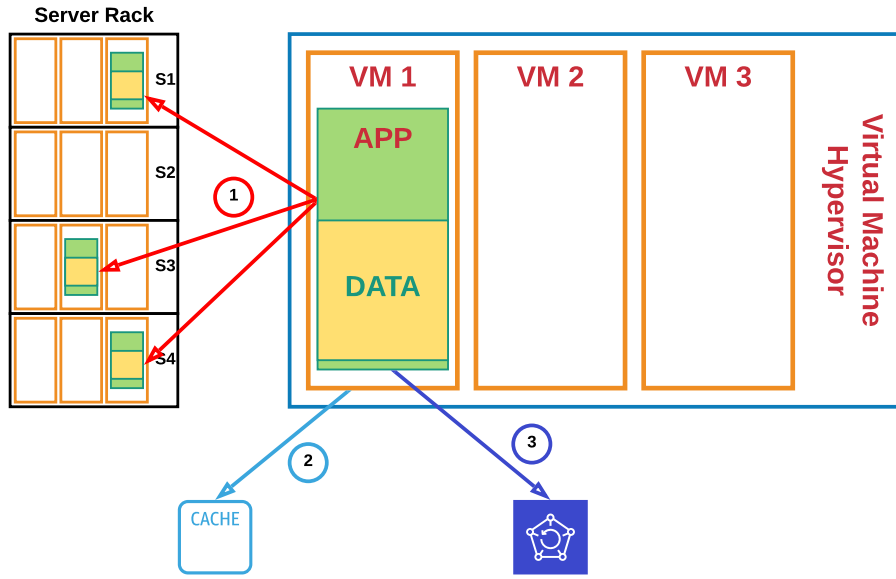 Server Rack
S1
S2
S3
S4
1
VM 1
VM 2
VM 3
APP
DATA
Virtual Machine
Hypervisor
2
3
CACHE